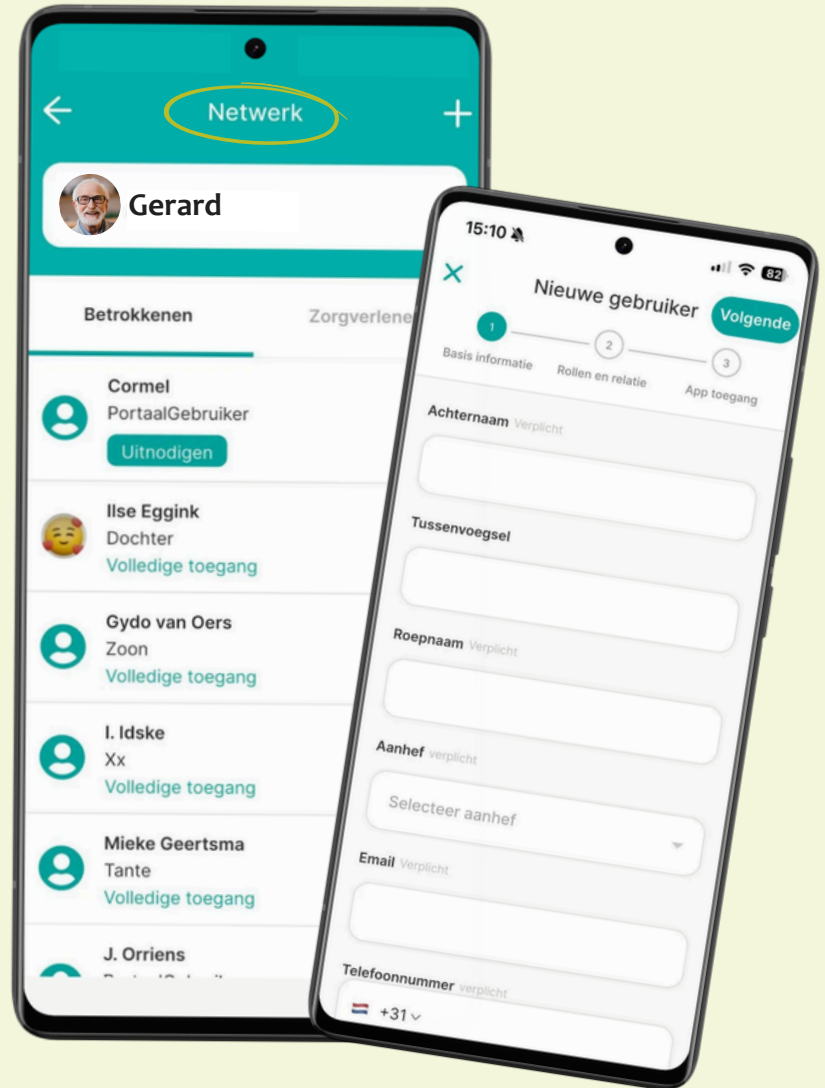 Netwerk
Gerard
Betrokkenen
Zorgverlene
Cormel
PortaalGebruiker
Uitnodigen
Ilse Eggink
Dochter
Volledige toegang
Gydo van Oers
Zoon
Volledige toegang
I. Idske
Xx
Volledige toegang
Mieke Geertsma
Tante
Volledige toegang
J. Orriens
15:10
82
Nieuwe gebruiker
Volgende
1
2
3
Basis informatie
Rollen en relatie
App toegang
Achternaam Verplicht
Tussenvoegsel
Roepnaam Verplicht
Aanhef verplicht
Selecteer aanhef
Email Verplicht
Telefoonnummer verplicht
+31